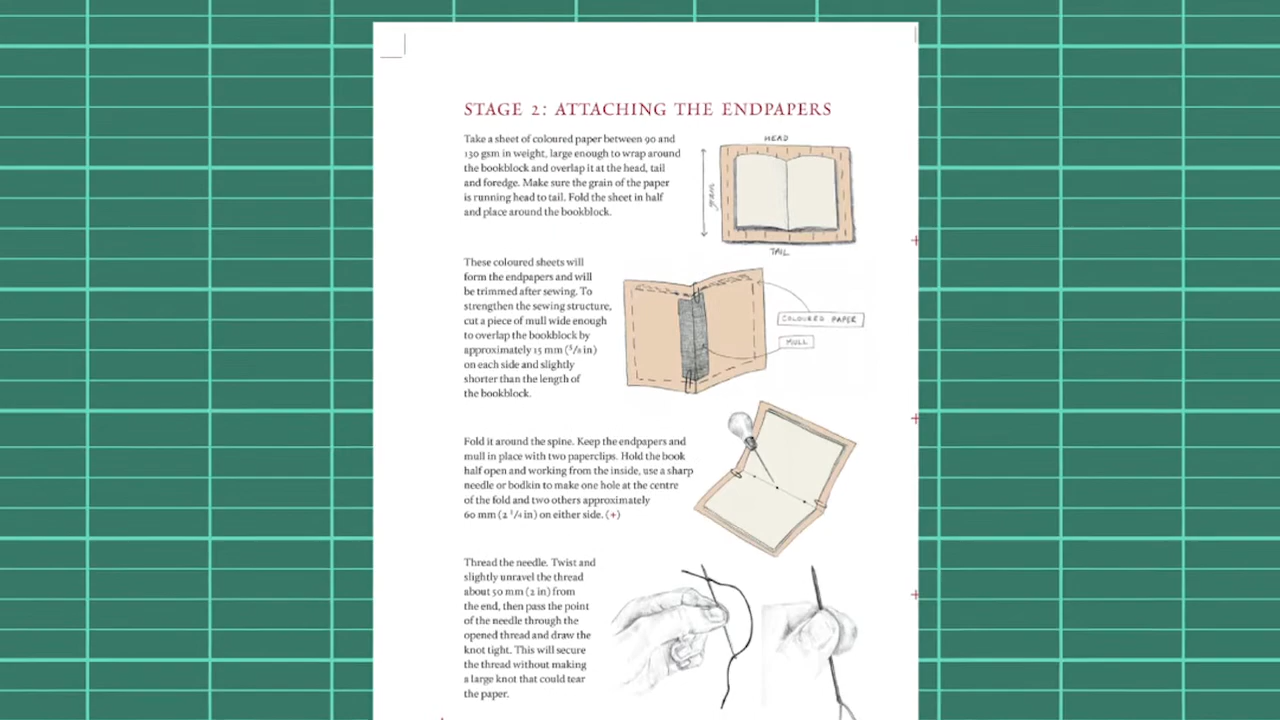 STAGE 2: ATTACHING THE ENDPAPERS
Take a sheet of coloured paper between 90 and
130 gsm in weight, large enough to wrap around
the bookblock and overlap it at the head, tail
and foredge. Make sure the grain of the paper
is running head to tail. Fold the sheet in half
and place around the bookblock.
HEAD
grain
TAIL
These coloured sheets will
form the endpapers and will
be trimmed after sewing. To
strengthen the sewing structure,
cut a piece of mull wide enough
to overlap the bookblock by
approximately 15 mm (5/8 in)
on each side and slightly
shorter than the length of
the bookblock.
COLOURED PAPER
MULL
Fold it around the spine. Keep the endpapers and
mull in place with two paperclips. Hold the book
half open and working from the inside, use a sharp
needle or bodkin to make one hole at the centre
of the fold and two others approximately
60 mm (2 1/4 in) on either side. (+)
Thread the needle. Twist and
slightly unravel the thread
about 50 mm (2 in) from
the end, then pass the point
of the needle through the
opened thread and draw the
knot tight. This will secure
the thread without making
a large knot that could tear
the paper.